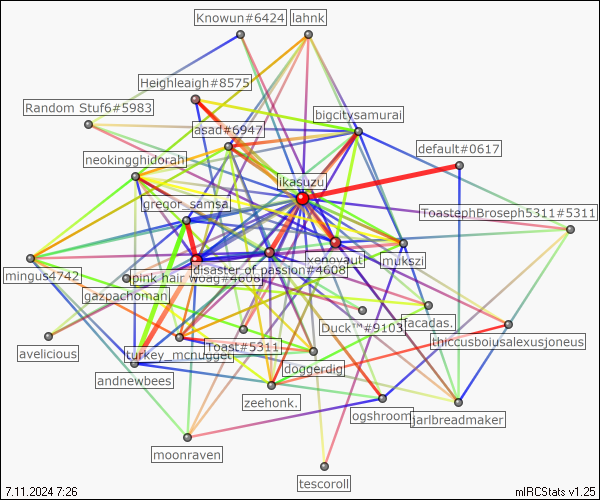 Knowun#6424
lahnk
Heighleaigh#8575
Random Stuf6#5983
bigcitysamurai
asad#6947
default#0617
neokingghidorah
ikasuzu
gregor_samsa
ToastephBroseph5311#5311
xenovaut
mukszi
disaster of passion#4608
mingus4742
pink hair woag#4608
gazpachoman
Duck™#9103
facadas.
thiccusboiusalexusjoneus
Toast#5311
avelicious
turkey_mcnugget
doggerdig
andnewbees
zeehonk.
ogshroom
jarlbreadmaker
moonraven
tescoroll
7.11.2024 7:26
mIRCStats v1.25